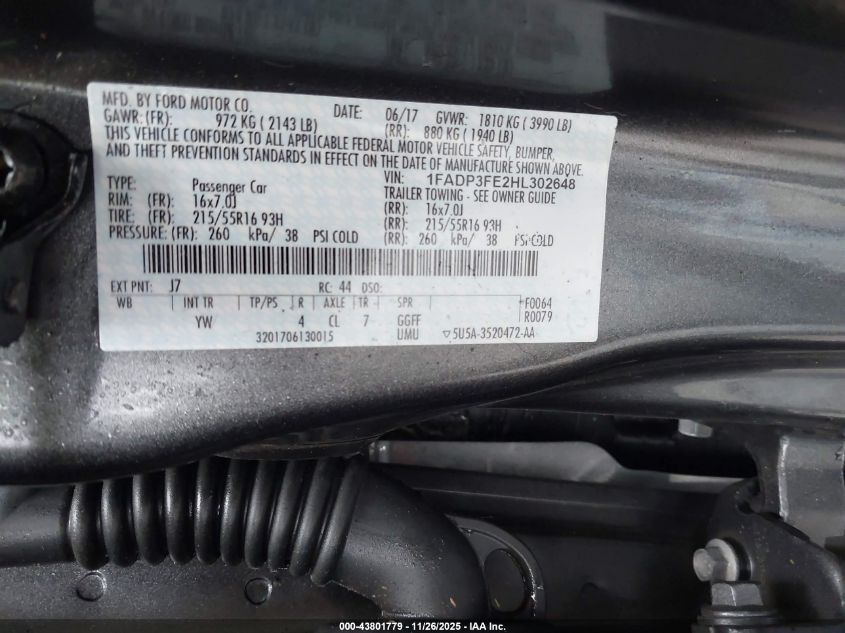 MFD. BY FORD MOTOR CO. DATE: 06/17 GVWR: 1810 KG ( 3990 LB)
GAWR: (FR): 972 KG ( 2143 LB) (RR): 880 KG ( 1940 LB)
THIS VEHICLE CONFORMS TO ALL APPLICABLE FEDERAL MOTOR VEHICLE SAFETY, BUMPER,
AND THEFT PREVENTION STANDARDS IN EFFECT ON THE DATE OF MANUFACTURE SHOWN ABOVE.
VIN: 1FADP3FE2HL302648
TYPE: Passenger Car TRAILER TOWING - SEE OWNER GUIDE
RIM: (FR): 16x7.0J (RR): 16x7.0J
TIRE: (FR): 215/55R16 93H (RR): 215/55R16 93H
PRESSURE: (FR): 260 kPa/ 38 PSI COLD (RR): 260 kPa/ 38 PSI COLD
EXT PNT: J7 RC: 44 DSO:
WB INT TR TP/PS R AXLE TR SPR F0064
YW 4 CL 7 GGFF R0079
3201706130015 UMU ▽5U5A-3520472-AA
000-43801779 - 11/26/2025 - IAA Inc.